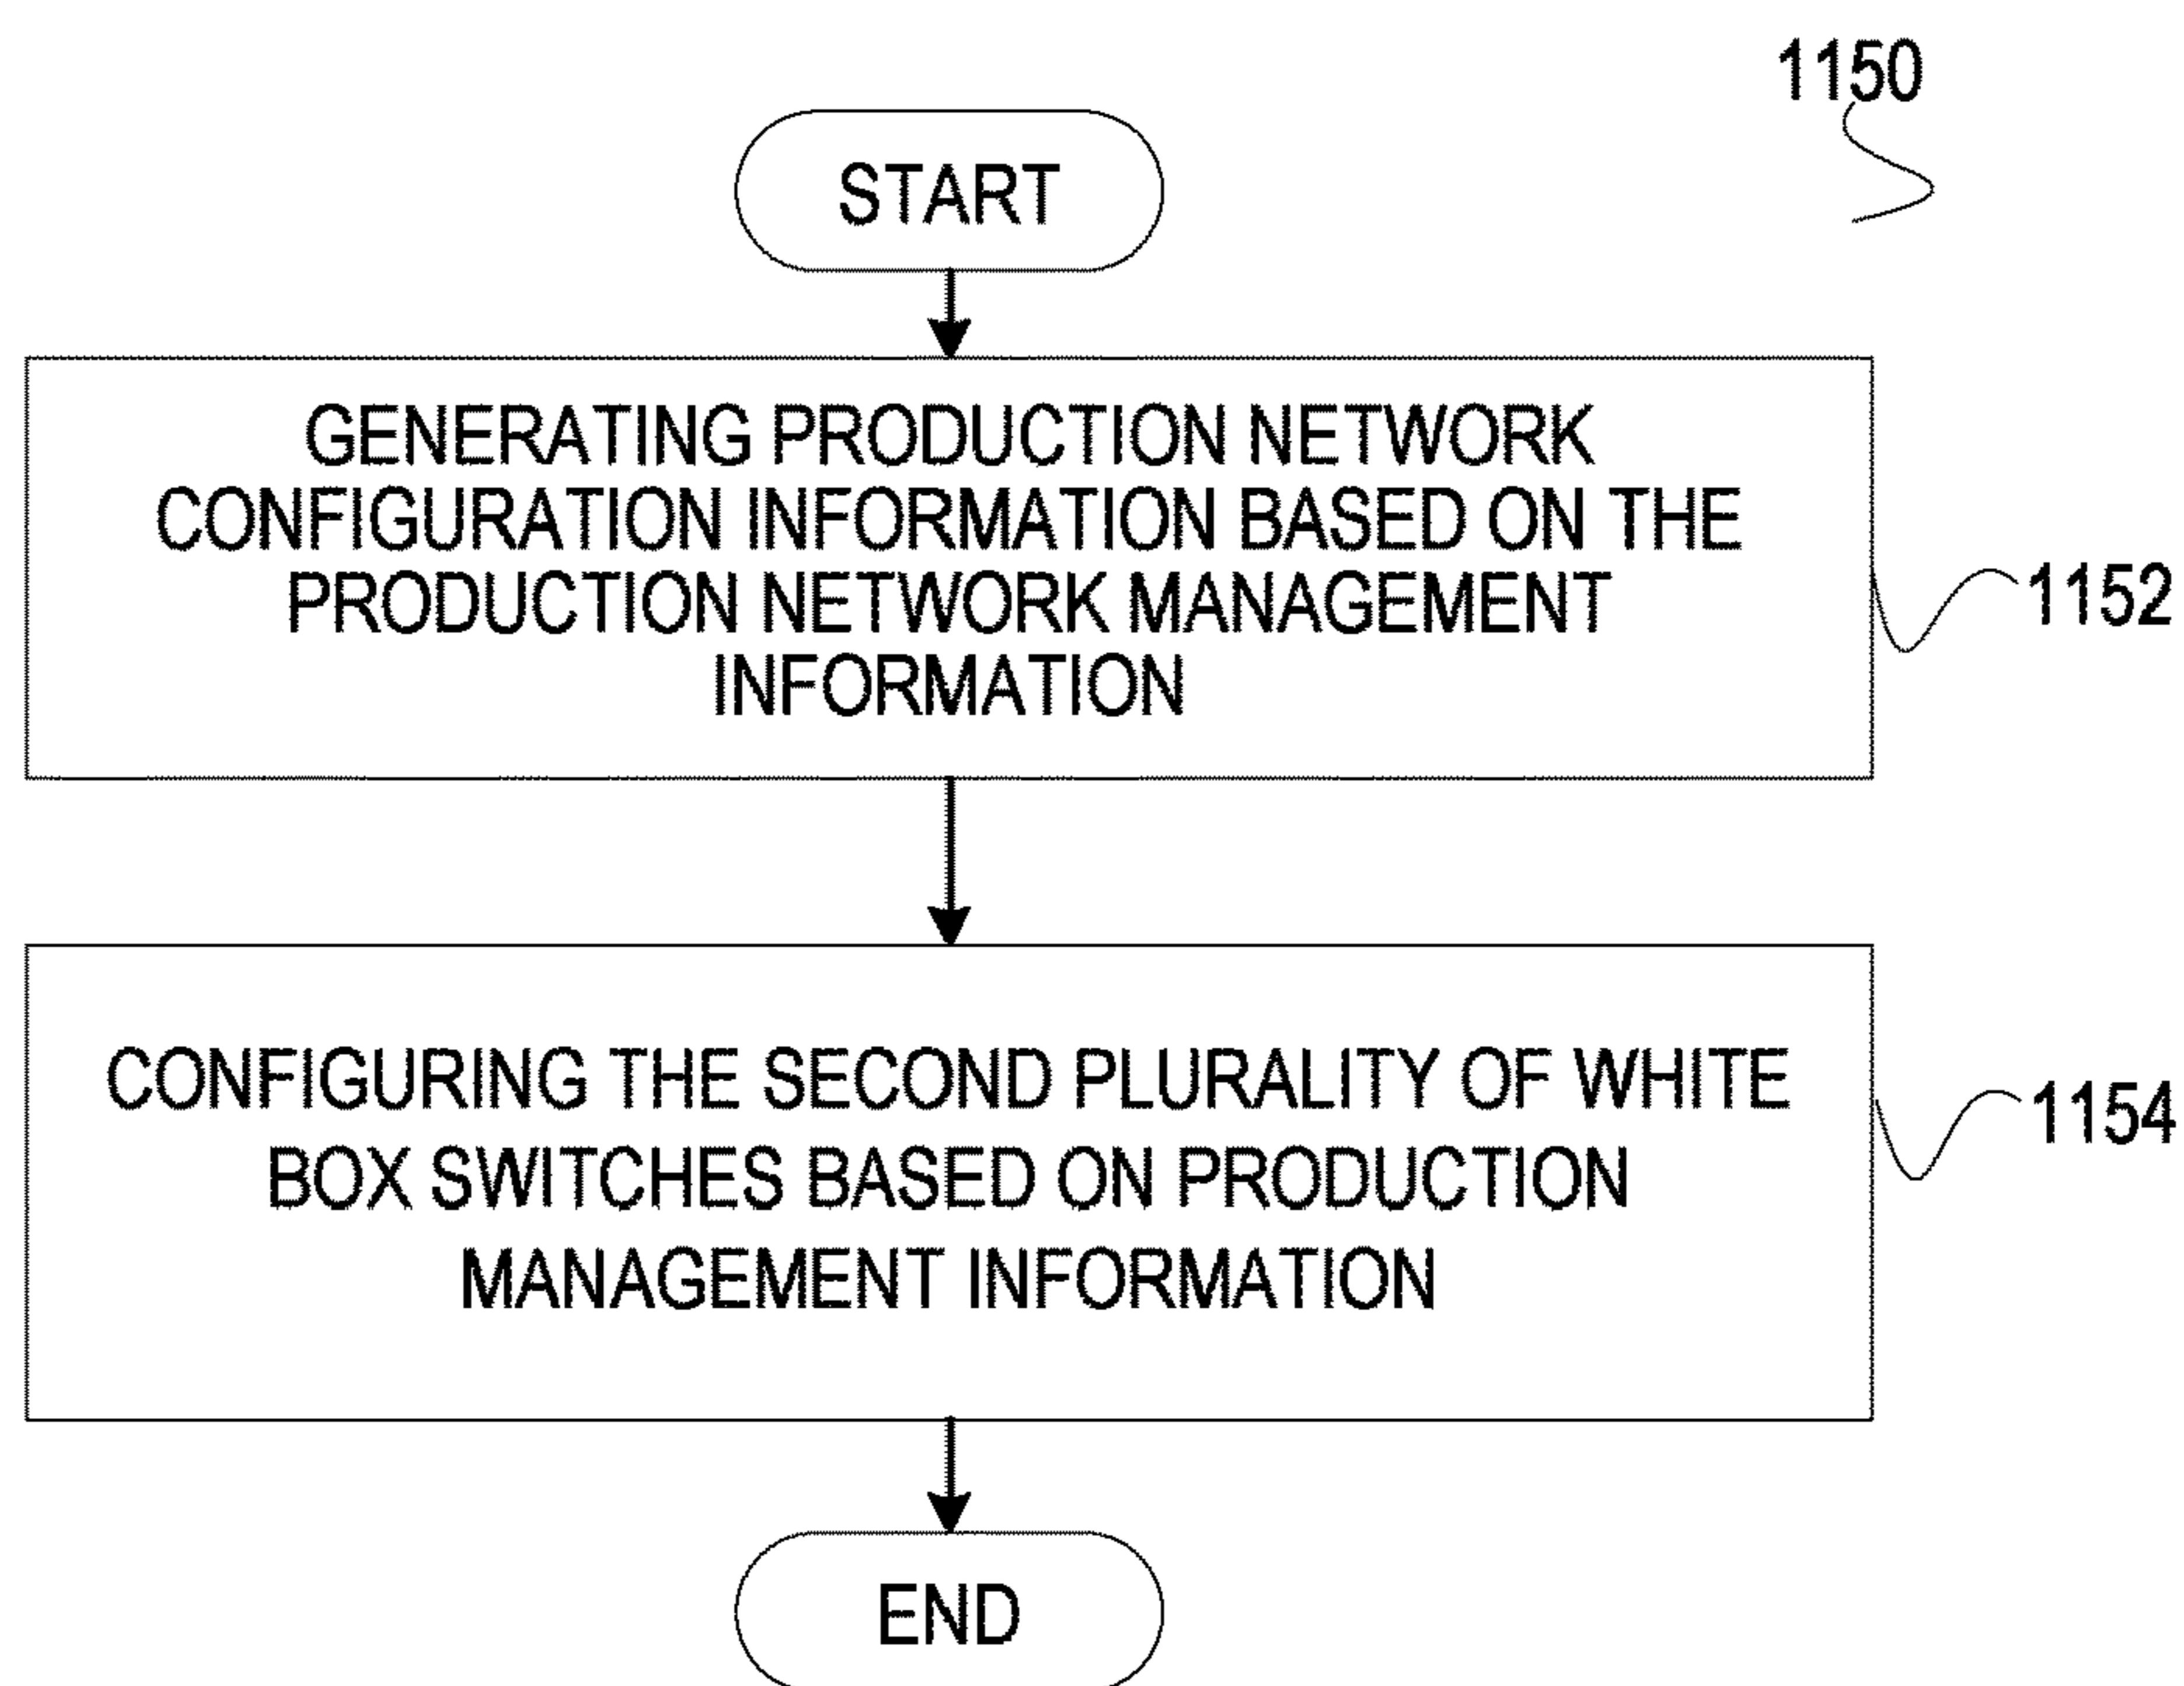 1150
START
GENERATING PRODUCTION NETWORK
CONFIGURATION INFORMATION BASED ON THE
PRODUCTION NETWORK MANAGEMENT
INFORMATION
1152
CONFIGURING THE SECOND PLURALITY OF WHITE
BOX SWITCHES BASED ON PRODUCTION
MANAGEMENT INFORMATION
1154
END